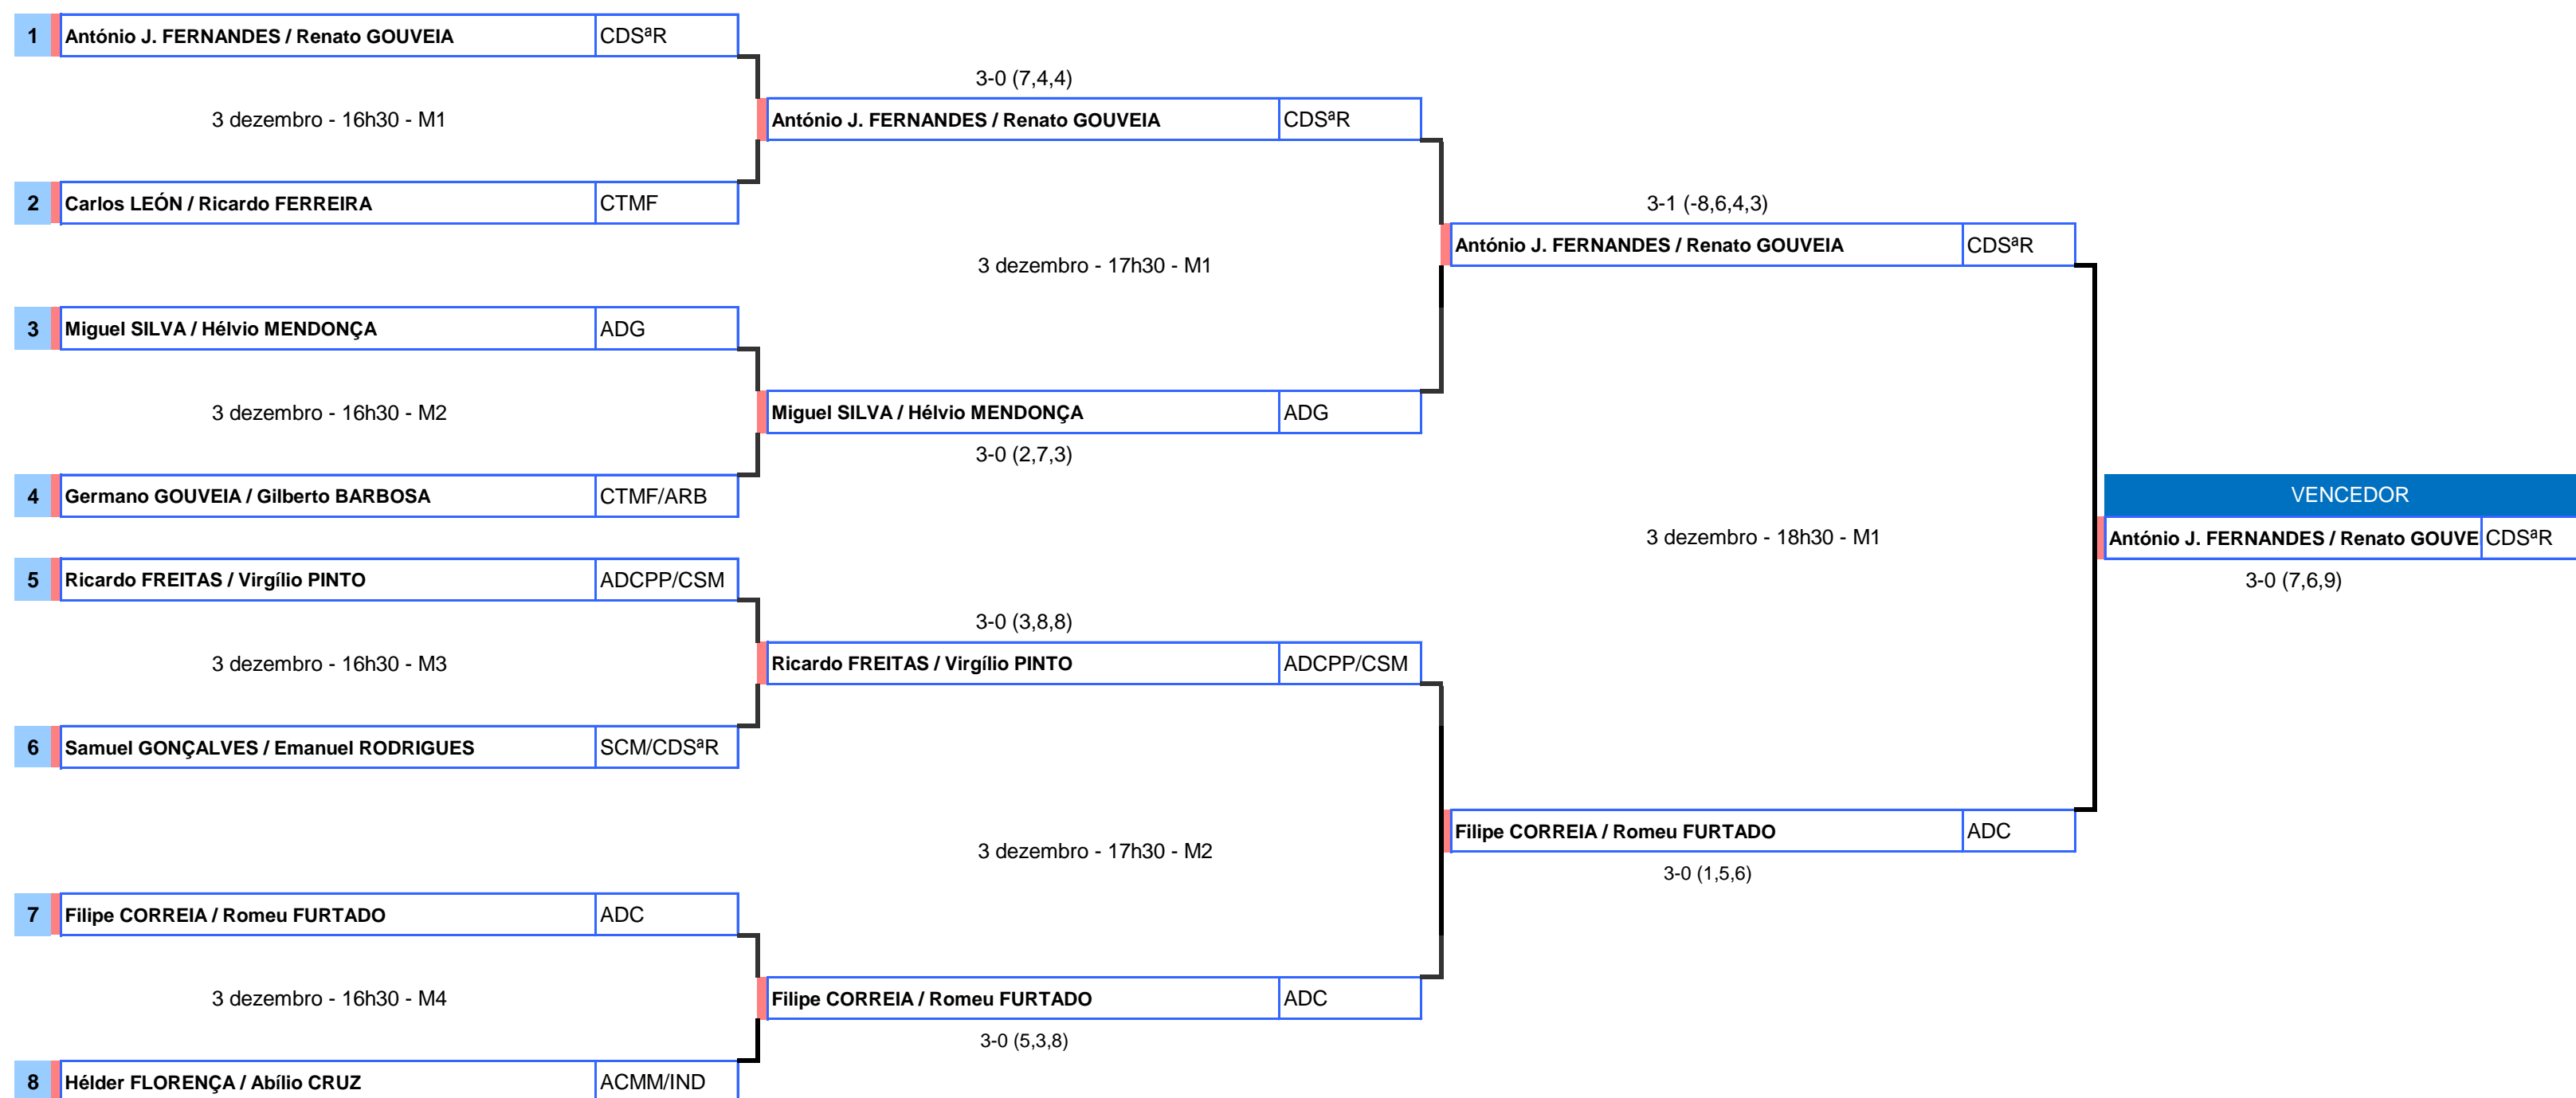 1 António J. FERNANDES / Renato GOUVEIA CDSªR
3-0 (7,4,4)
3 dezembro - 16h30 - M1
António J. FERNANDES / Renato GOUVEIA CDSªR
2 Carlos LEÓN / Ricardo FERREIRA CTMF
3-1 (-8,6,4,3)
António J. FERNANDES / Renato GOUVEIA CDSªR
3 dezembro - 17h30 - M1
3 Miguel SILVA / Hélvio MENDONÇA ADG
3 dezembro - 16h30 - M2
Miguel SILVA / Hélvio MENDONÇA ADG
3-0 (2,7,3)
4 Germano GOUVEIA / Gilberto BARBOSA CTMF/ARB
VENCEDOR
3 dezembro - 18h30 - M1
António J. FERNANDES / Renato GOUVE CDSªR
5 Ricardo FREITAS / Virgílio PINTO ADCPP/CSM
3-0 (7,6,9)
3-0 (3,8,8)
3 dezembro - 16h30 - M3
Ricardo FREITAS / Virgílio PINTO ADCPP/CSM
6 Samuel GONÇALVES / Emanuel RODRIGUES SCM/CDSªR
Filipe CORREIA / Romeu FURTADO ADC
3 dezembro - 17h30 - M2
3-0 (1,5,6)
7 Filipe CORREIA / Romeu FURTADO ADC
3 dezembro - 16h30 - M4
Filipe CORREIA / Romeu FURTADO ADC
3-0 (5,3,8)
8 Hélder FLORENÇA / Abílio CRUZ ACMM/IND